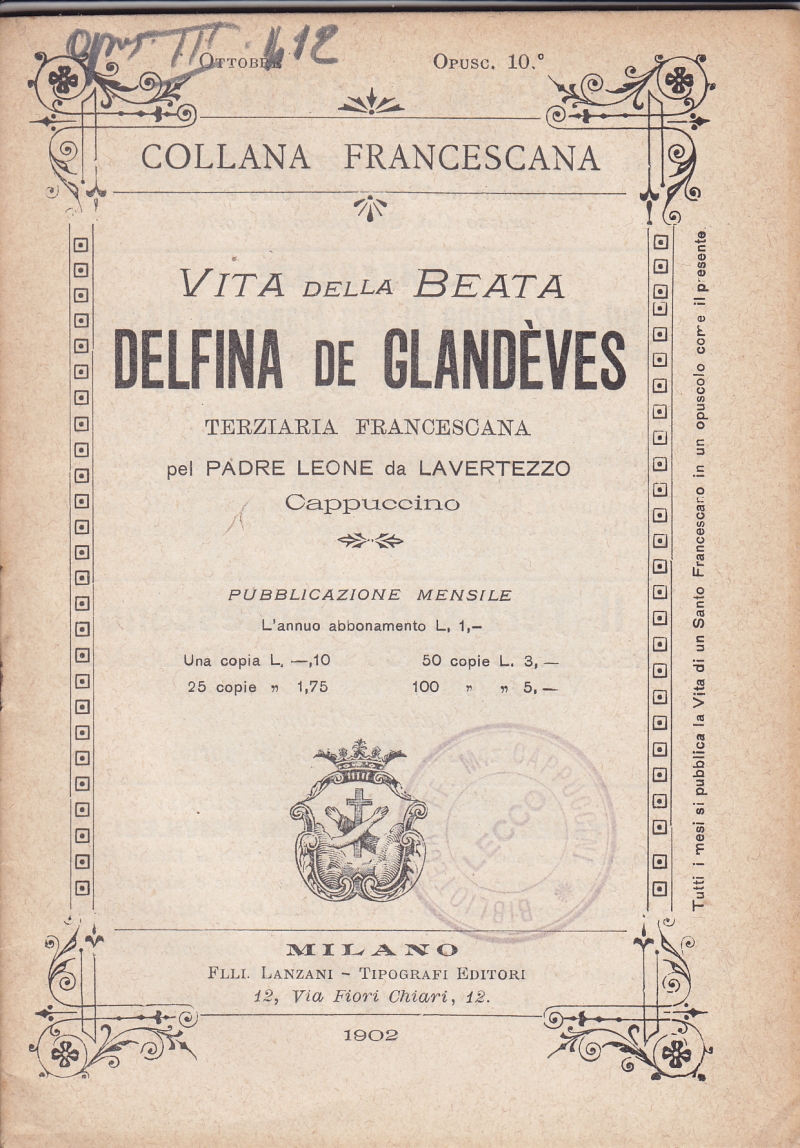 Opus. III. 12
OTTOBRE OPUSC. 10.°
COLLANA FRANCESCANA
VITA DELLA BEATA
DELFINA DE GLANDÈVES
TERZIARIA FRANCESCANA
pel PADRE LEONE da LAVERTEZZO
Cappuccino
PUBBLICAZIONE MENSILE
L'annuo abbonamento L. 1,—
Una copia L. —,10 50 copie L. 3,—
25 copie „ 1,75 100 „ „ 5,—
Tutti i mesi si pubblica la Vita di un Santo Francescano in un opuscolo come il presente
BIBLIOTECA FF. Mri CAPPUCCINI
LECCO
MILANO
FLLI. LANZANI – TIPOGRAFI EDITORI
12, Via Fiori Chiari, 12.
1902